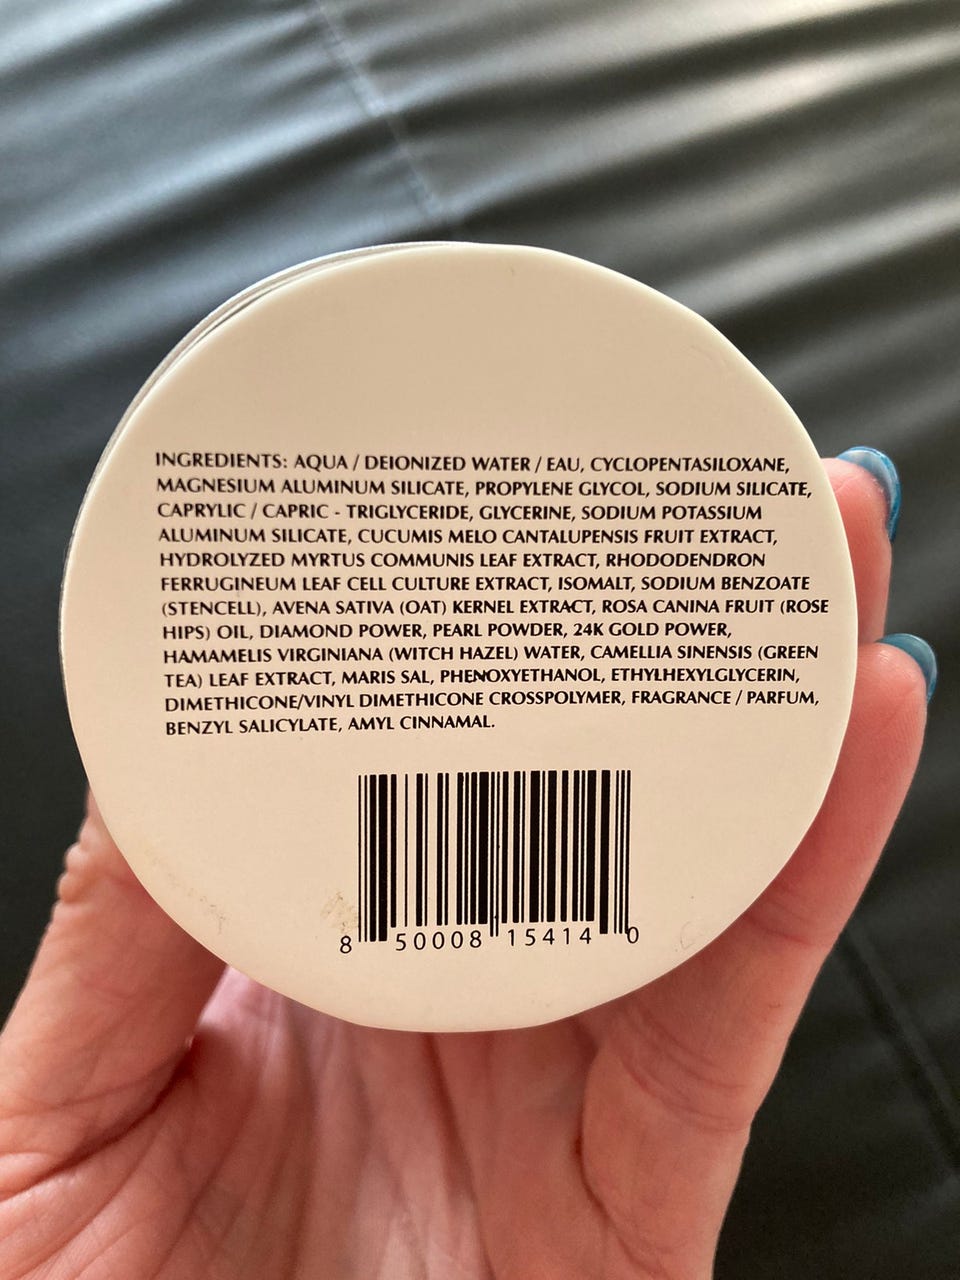 INGREDIENTS: AQUA / DEIONIZED WATER / EAU, CYCLOPENTASILOXANE,
MAGNESIUM ALUMINUM SILICATE, PROPYLENE GLYCOL, SODIUM SILICATE,
CAPRYLIC / CAPRIC - TRIGLYCERIDE, GLYCERINE, SODIUM POTASSIUM
ALUMINUM SILICATE, CUCUMIS MELO CANTALUPENSIS FRUIT EXTRACT,
HYDROLYZED MYRTUS COMMUNIS LEAF EXTRACT, RHODODENDRON
FERRUGINEUM LEAF CELL CULTURE EXTRACT, ISOMALT, SODIUM BENZOATE
(STENCELL), AVENA SATIVA (OAT) KERNEL EXTRACT, ROSA CANINA FRUIT (ROSE
HIPS) OIL, DIAMOND POWER, PEARL POWDER, 24K GOLD POWER,
HAMAMELIS VIRGINIANA (WITCH HAZEL) WATER, CAMELLIA SINENSIS (GREEN
TEA) LEAF EXTRACT, MARIS SAL, PHENOXYETHANOL, ETHYLHEXYLGLYCERIN,
DIMETHICONE/VINYL DIMETHICONE CROSSPOLYMER, FRAGRANCE / PARFUM,
BENZYL SALICYLATE, AMYL CINNAMAL.
8 50008 15414 0